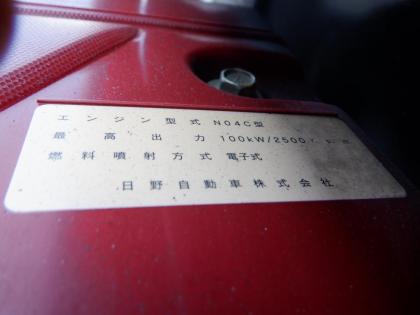 エンジン型式 N04C型
最高出力 100kW/2500
燃料噴射方式 電子式
日野自動車株式会社